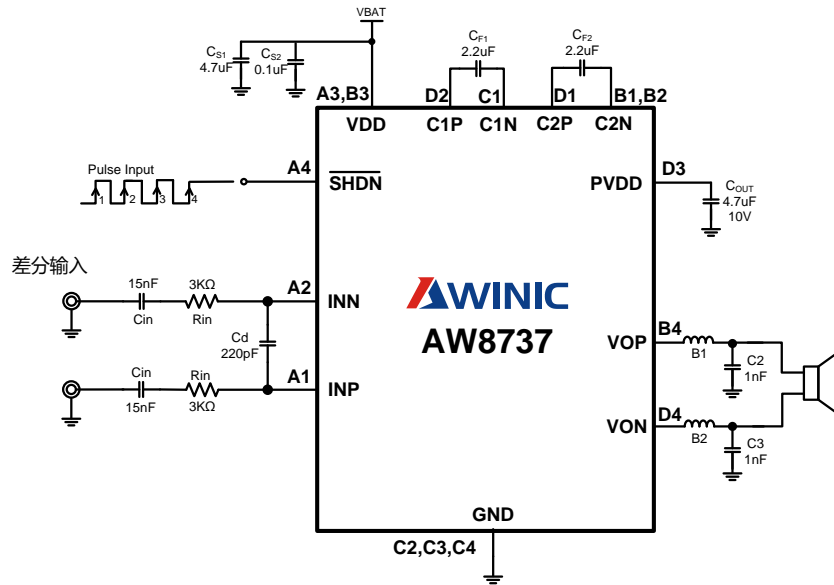 VBAT
CS1
4.7uF
CS2
0.1uF
CF1
2.2uF
CF2
2.2uF
A3,B3
D2
C1
D1
B1,B2
VDD
C1P
C1N
C2P
C2N
Pulse Input
1
2
3
4
A4
SHDN
D3
PVDD
COUT
4.7uF
10V
差分输入
15nF
Cin
3KΩ
Rin
A2
INN
Cd
220pF
Cin
15nF
Rin
3KΩ
A1
INP
AWINIC
AW8737
B4
VOP
B1
C2
1nF
D4
VON
B2
C3
1nF
GND
C2,C3,C4